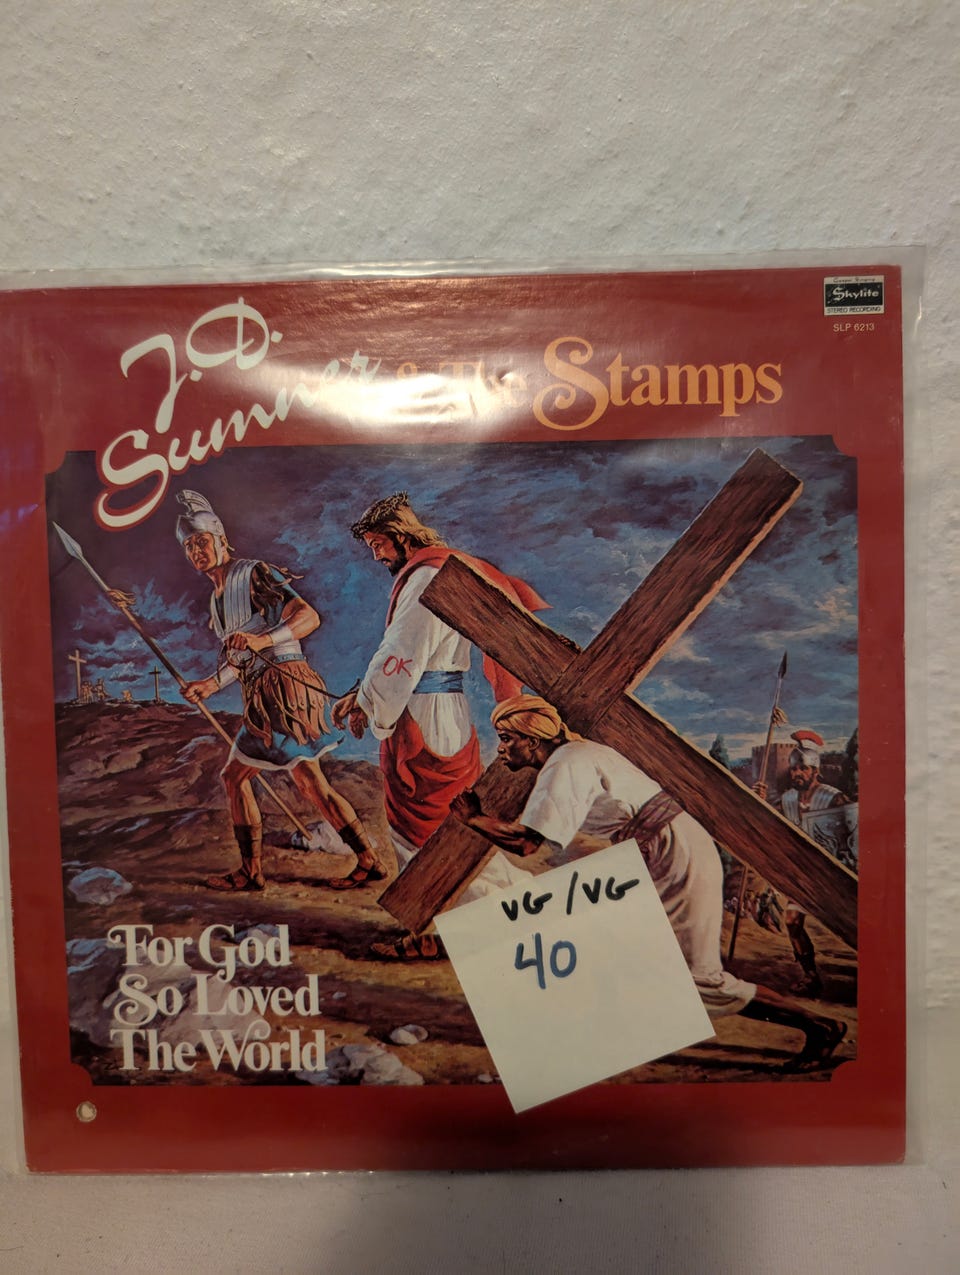 Gospel Singing
Skylite
STEREO RECORDING
SLP 6213
J.D.
Sumner & The Stamps
OK
VG /VG
40
For God
So Loved
The World